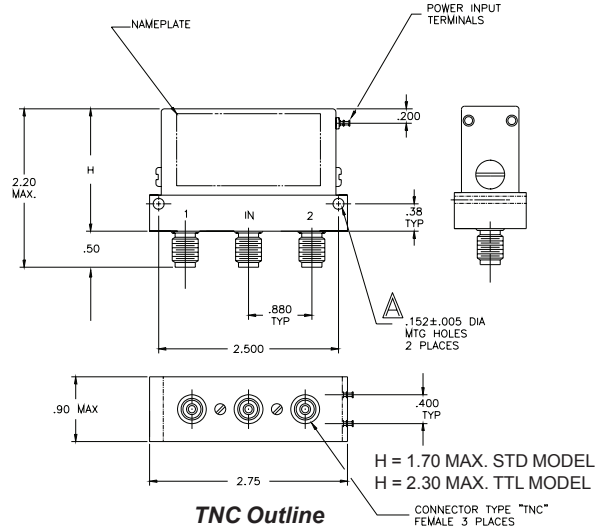 NAMEPLATE
POWER INPUT
TERMINALS
.200
H
2.20
MAX.
1 IN 2
.38
TYP
.50
.880
TYP
A
.152±.005 DIA
MTG HOLES
2 PLACES
2.500
.90 MAX
.400
TYP
2.75
H = 1.70 MAX. STD MODEL
H = 2.30 MAX. TTL MODEL
TNC Outline
CONNECTOR TYPE "TNC"
FEMALE 3 PLACES